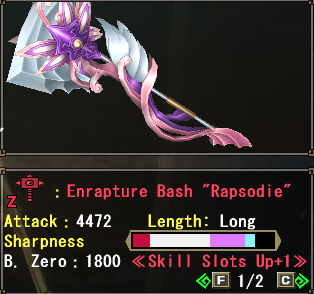 Z : Enrapture Bash "Rapsodie"
Attack : 4472 Length: Long
Sharpness
B. Zero : 1800 ≪Skill Slots Up+1≫
F 1/2 C